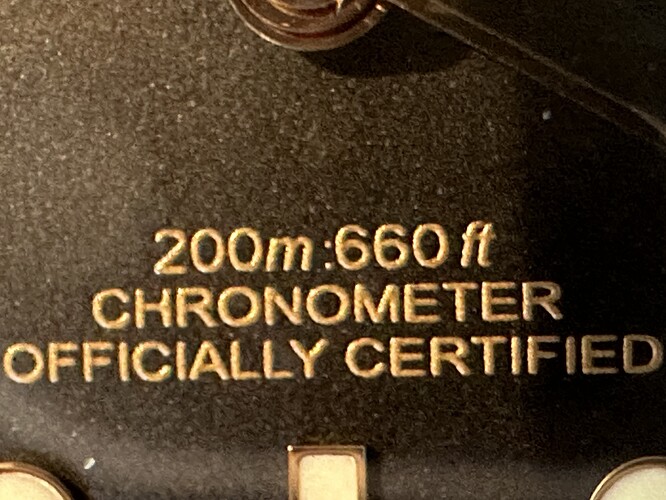 200m:660ft
CHRONOMETER
OFFICIALLY CERTIFIED